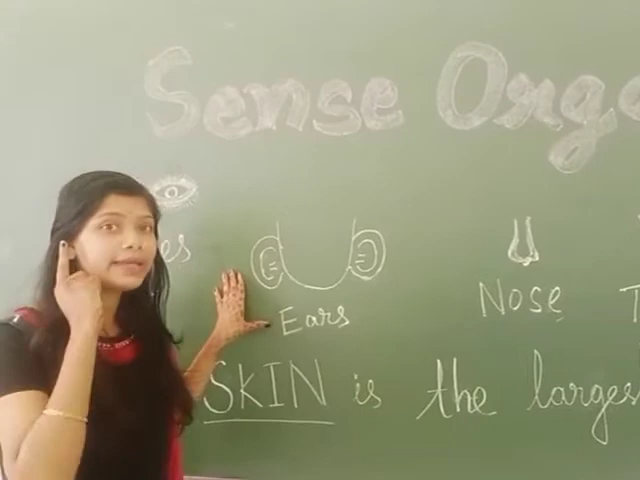 Sense Orga
es
Ears
Nose
T
SKIN is the larges